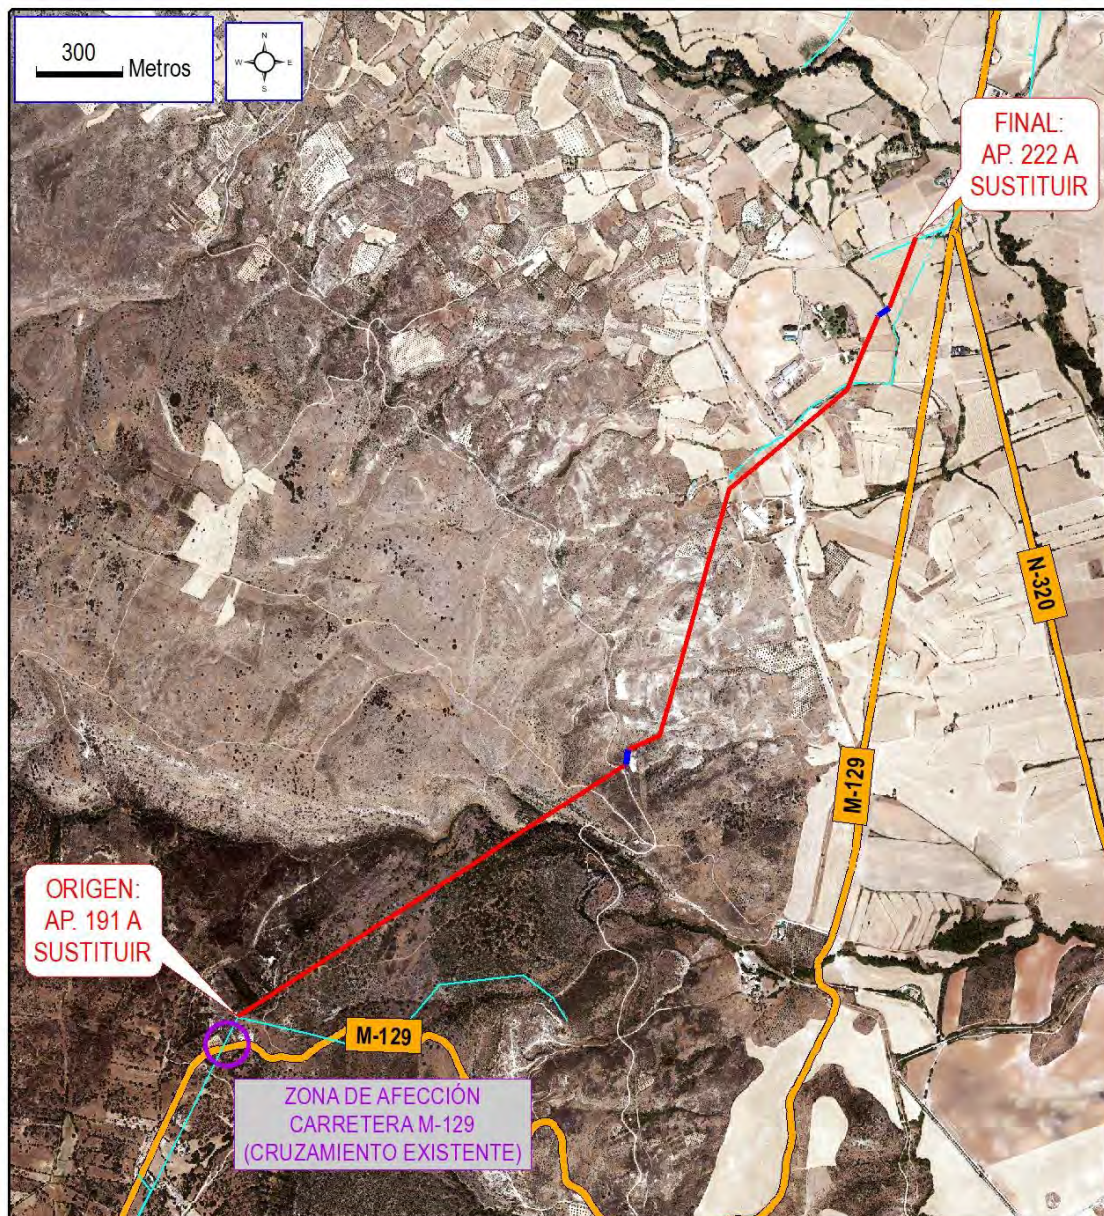 300
Metros
N
W E
S
FINAL:
AP. 222 A
SUSTITUIR
N-320
M-129
ORIGEN:
AP. 191 A
SUSTITUIR
M-129
ZONA DE AFECCIÓN
CARRETERA M-129
(CRUZAMIENTO EXISTENTE)